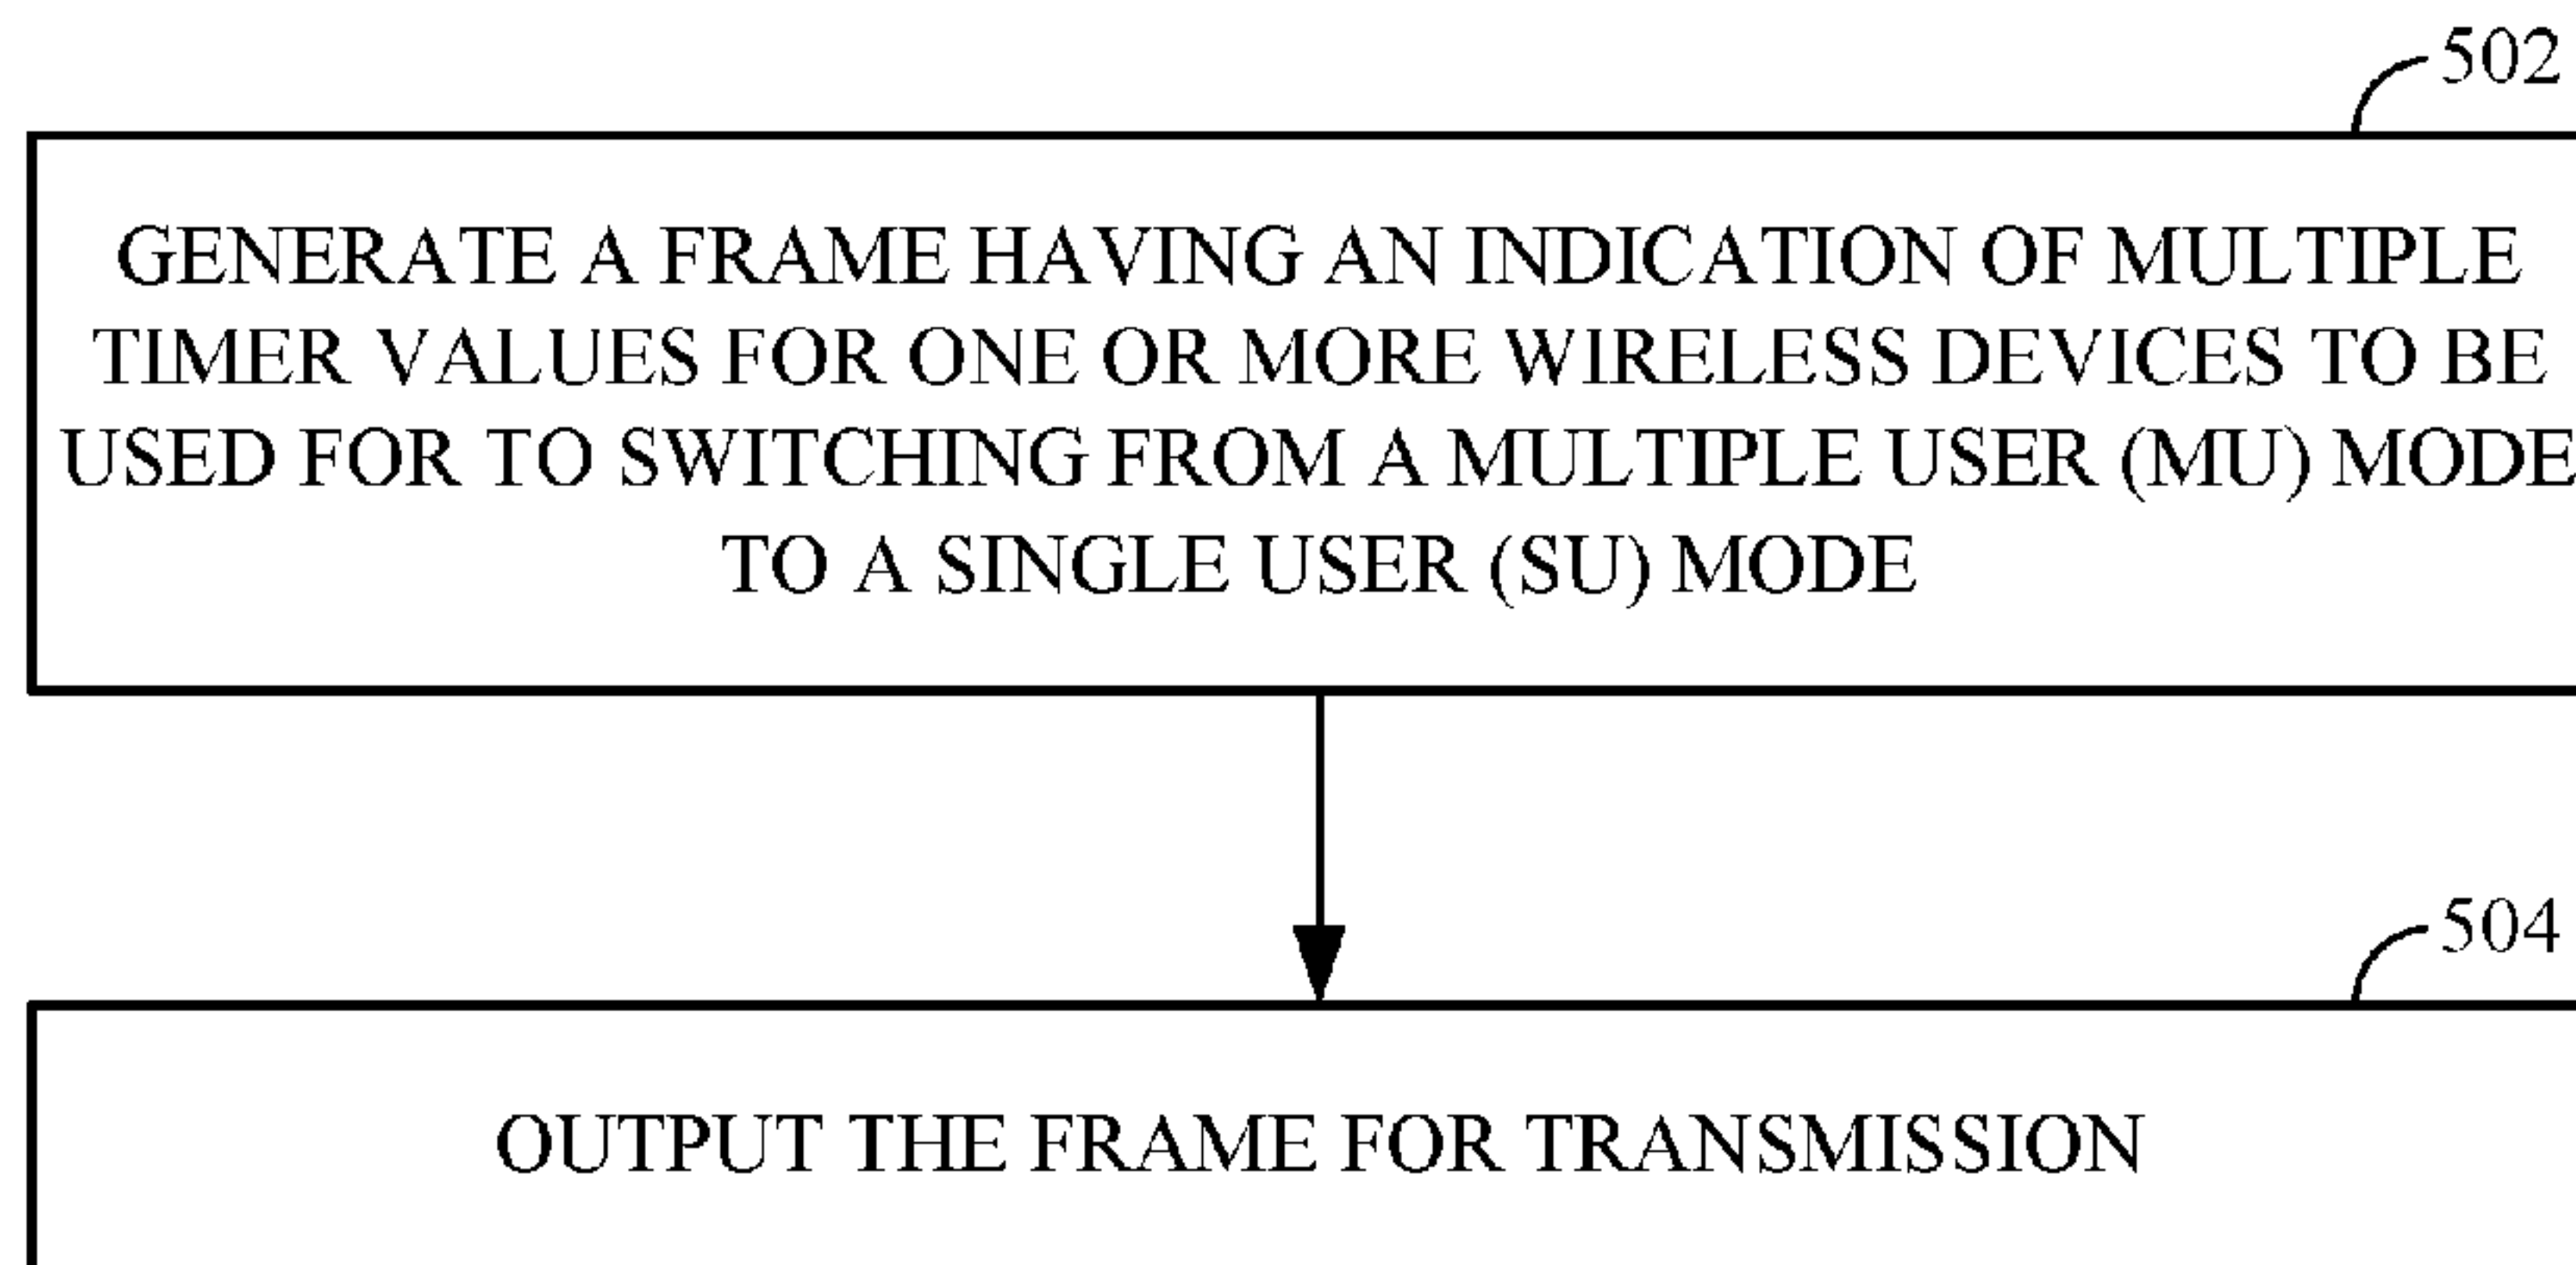 502
GENERATE A FRAME HAVING AN INDICATION OF MULTIPLE
TIMER VALUES FOR ONE OR MORE WIRELESS DEVICES TO BE
USED FOR TO SWITCHING FROM A MULTIPLE USER (MU) MODE
TO A SINGLE USER (SU) MODE
504
OUTPUT THE FRAME FOR TRANSMISSION